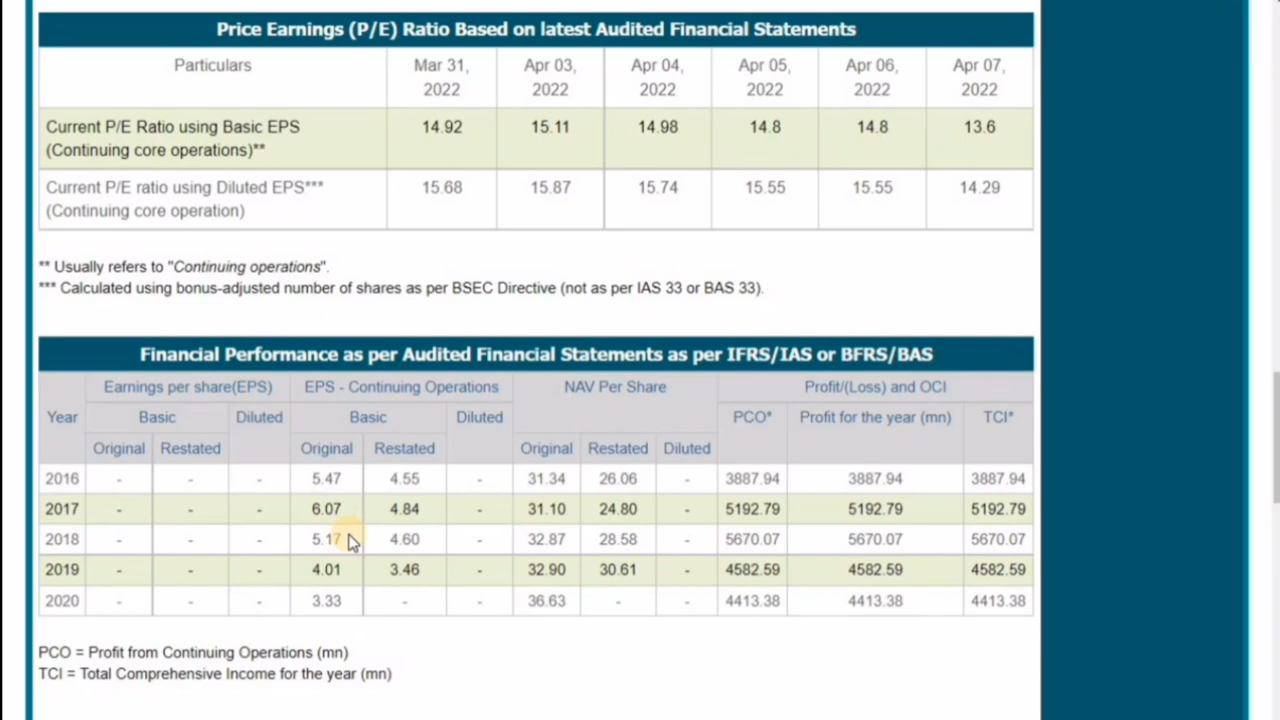 Price Earnings (P/E) Ratio Based on latest Audited Financial Statements
Particulars Mar 31, 2022 Apr 03, 2022 Apr 04, 2022 Apr 05, 2022 Apr 06, 2022 Apr 07, 2022
Current P/E Ratio using Basic EPS 14.92 15.11 14.98 14.8 14.8 13.6
(Continuing core operations)**
Current P/E ratio using Diluted EPS*** 15.68 15.87 15.74 15.55 15.55 14.29
(Continuing core operation)
** Usually refers to "Continuing operations".
*** Calculated using bonus-adjusted number of shares as per BSEC Directive (not as per IAS 33 or BAS 33).
Financial Performance as per Audited Financial Statements as per IFRS/IAS or BFRS/BAS
Earnings per share(EPS) EPS - Continuing Operations NAV Per Share Profit/(Loss) and OCI
Year Basic Diluted Basic Diluted PCO* Profit for the year (mn) TCI*
Original Restated Original Restated Original Restated Diluted
2016 - - - 5.47 4.55 - 31.34 26.06 - 3887.94 3887.94 3887.94
2017 - - - 6.07 4.84 - 31.10 24.80 - 5192.79 5192.79 5192.79
2018 - - - 5.17 4.60 - 32.87 28.58 - 5670.07 5670.07 5670.07
2019 - - - 4.01 3.46 - 32.90 30.61 - 4582.59 4582.59 4582.59
2020 - - - 3.33 - - 36.63 - - 4413.38 4413.38 4413.38
PCO = Profit from Continuing Operations (mn)
TCI = Total Comprehensive Income for the year (mn)